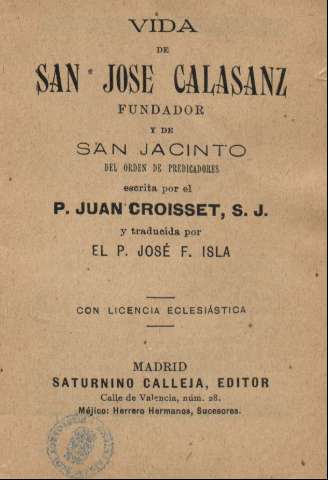 VIDA
DE
SAN JOSE CALASANZ
FUNDADOR
Y DE
SAN JACINTO
DEL ORDEN DE PREDICADORES
escrita por el
P. JUAN CROISSET, S. J.
y traducida por
EL P. JOSÉ F. ISLA
CON LICENCIA ECLESIÁSTICA
MADRID
SATURNINO CALLEJA, EDITOR
Calle de Valencia, núm. 28.
Méjico: Herrero Hermanos, Sucesores.